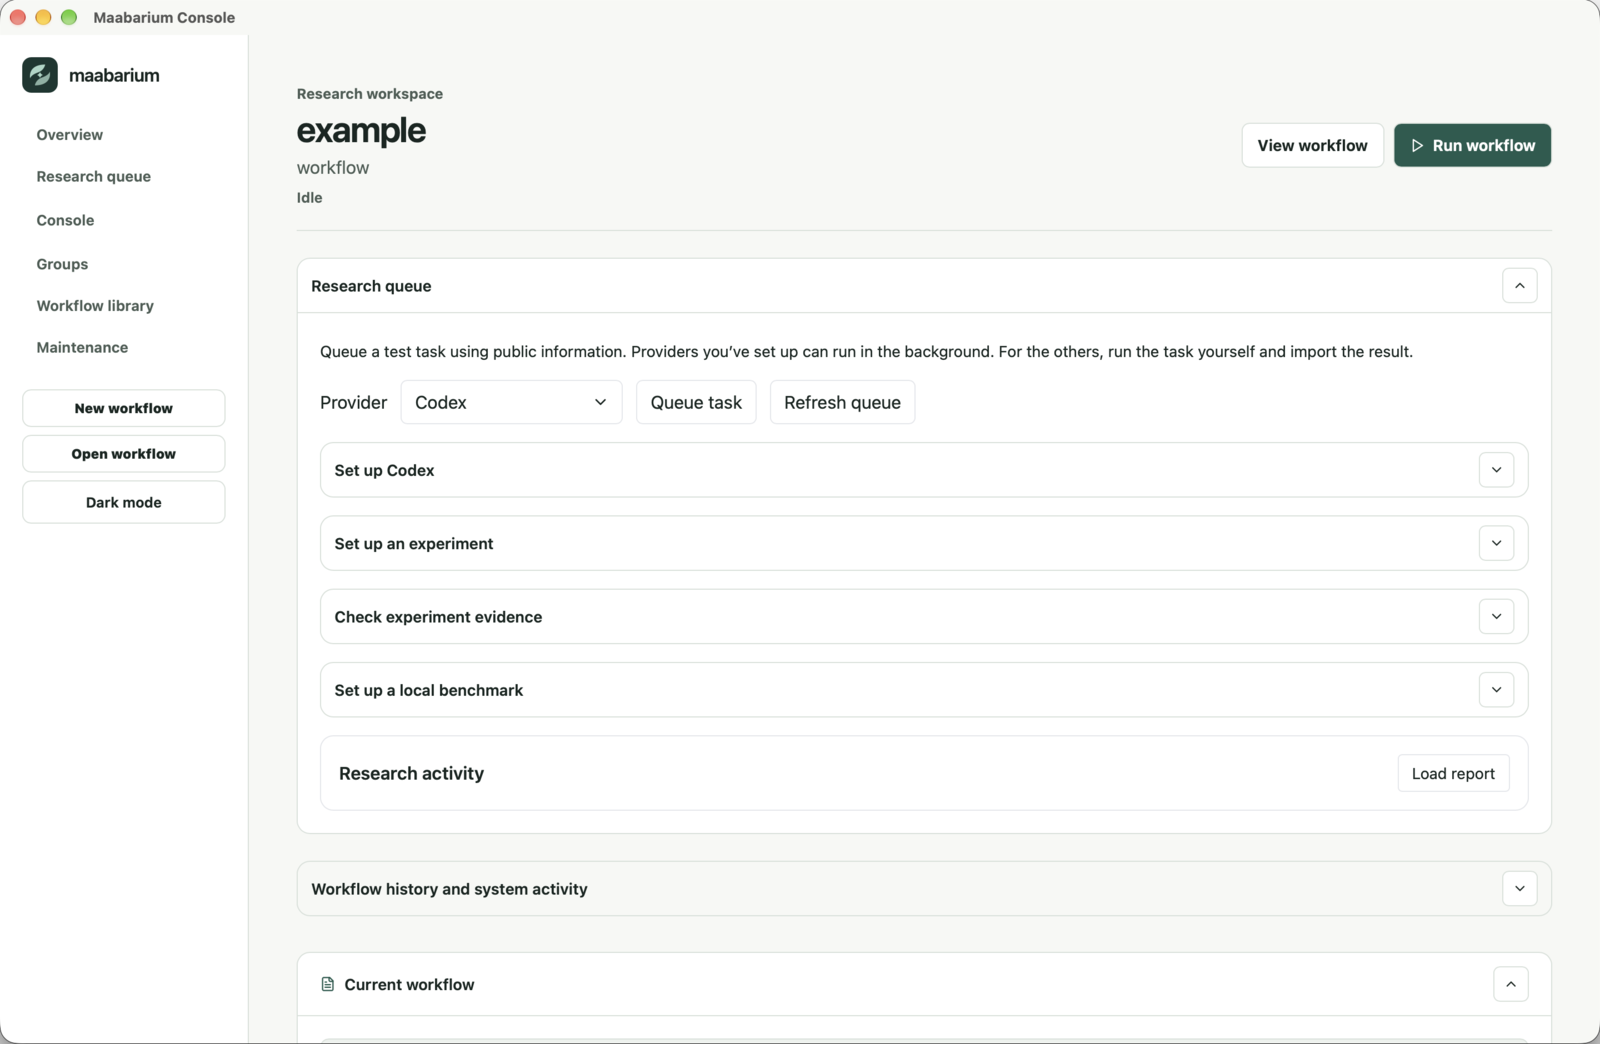 Maabarium Console
maabarium
Overview
Research queue
Console
Groups
Workflow library
Maintenance
New workflow
Open workflow
Dark mode
Research workspace
example
workflow
Idle
View workflow
Run workflow
Research queue
Queue a test task using public information. Providers you’ve set up can run in the background. For the others, run the task yourself and import the result.
Provider Codex Queue task Refresh queue
Set up Codex
Set up an experiment
Check experiment evidence
Set up a local benchmark
Research activity Load report
Workflow history and system activity
Current workflow